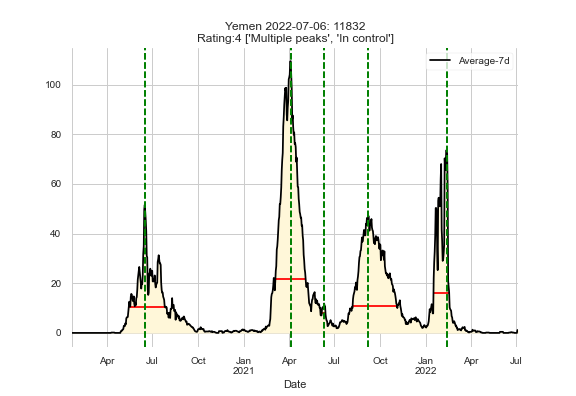 Yemen 2022-07-06: 11832
Rating:4 ['Multiple peaks', 'In control']
Average-7d
100
80
60
40
20
0
Apr Jul Oct Jan Apr Jul Oct Jan Apr Jul
2021 2022
Date